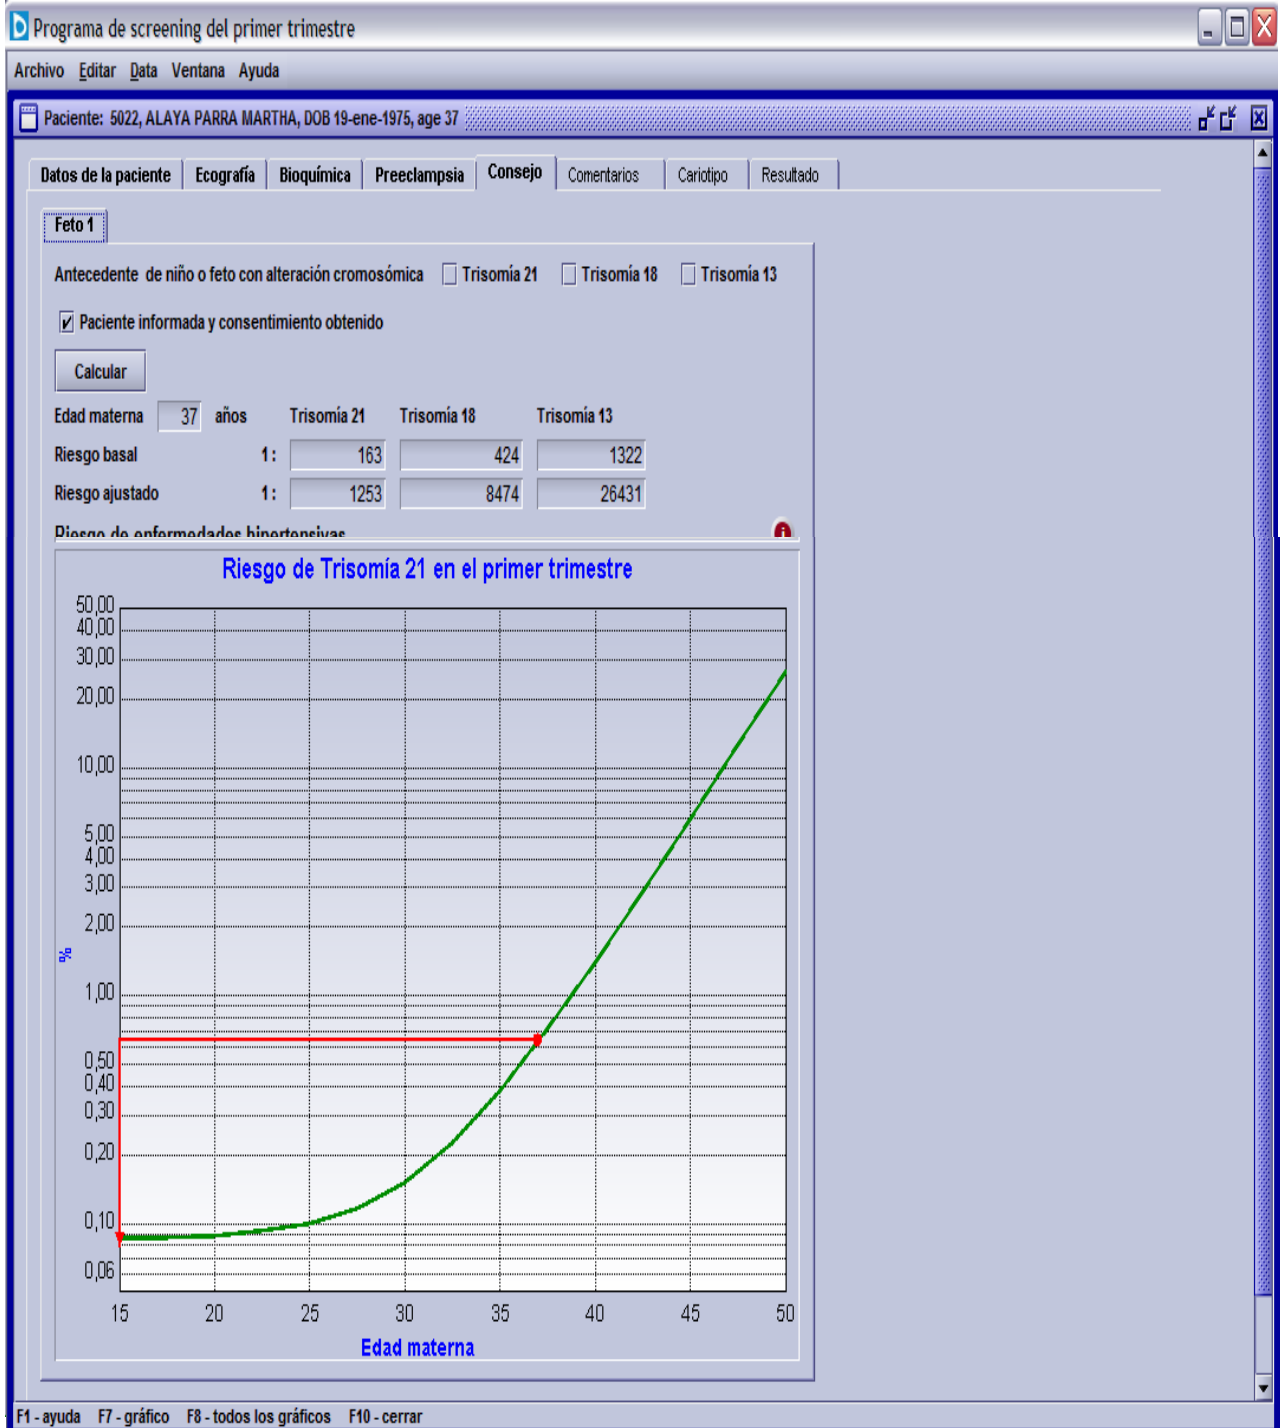 Programa de screening del primer trimestre
Archivo Editar Data Ventana Ayuda
Paciente: 5022, ALAYA PARRA MARTHA, DOB 19-ene-1975, age 37
Datos de la paciente Ecografía Bioquímica Preeclampsia Consejo Comentarios Cariotipo Resultado
Feto 1
Antecedente de niño o feto con alteración cromosómica Trisomía 21 Trisomía 18 Trisomía 13
Paciente informada y consentimiento obtenido
Calcular
Edad materna 37 años Trisomía 21 Trisomía 18 Trisomía 13
Riesgo basal 1: 163 424 1322
Riesgo ajustado 1: 1253 8474 26431
Riesgo de enfermedades hipertensivas
Riesgo de Trisomía 21 en el primer trimestre
50,00
40,00
30,00
20,00
10,00
5,00
4,00
3,00
2,00
%
1,00
0,50
0,40
0,30
0,20
0,10
0,06
15 20 25 30 35 40 45 50
Edad materna
F1 - ayuda F7 - gráfico F8 - todos los gráficos F10 - cerrar